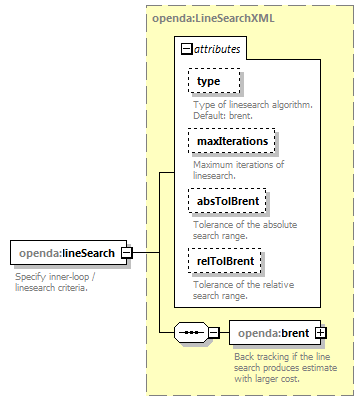 openda:LineSearchXML
attributes
type
Type of linesearch algorithm.
Default: brent.
maxIterations
Maximum iterations of
linesearch.
absTolBrent
Tolerance of the absolute
search range.
relTolBrent
Tolerance of the relative
search range.
openda:lineSearch
Specify inner-loop /
linesearch criteria.
openda:brent
Back tracking if the line
search produces estimate
with larger cost.